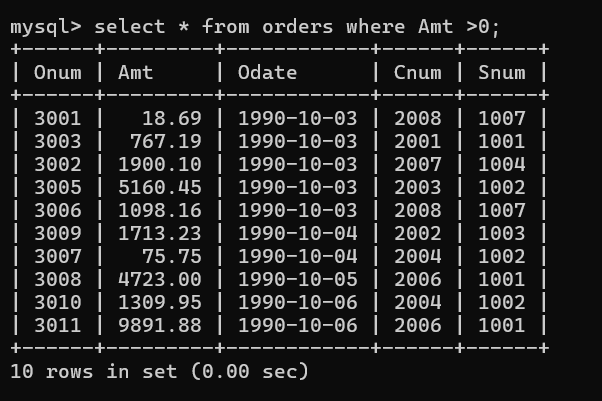 mysql> select * from orders where Amt >0;
+------+---------+------------+------+------+
| Onum | Amt     | Odate      | Cnum | Snum |
+------+---------+------------+------+------+
| 3001 |   18.69 | 1990-10-03 | 2008 | 1007 |
| 3003 |  767.19 | 1990-10-03 | 2001 | 1001 |
| 3002 | 1900.10 | 1990-10-03 | 2007 | 1004 |
| 3005 | 5160.45 | 1990-10-03 | 2003 | 1002 |
| 3006 | 1098.16 | 1990-10-03 | 2008 | 1007 |
| 3009 | 1713.23 | 1990-10-04 | 2002 | 1003 |
| 3007 |   75.75 | 1990-10-04 | 2004 | 1002 |
| 3008 | 4723.00 | 1990-10-05 | 2006 | 1001 |
| 3010 | 1309.95 | 1990-10-06 | 2004 | 1002 |
| 3011 | 9891.88 | 1990-10-06 | 2006 | 1001 |
+------+---------+------------+------+------+
10 rows in set (0.00 sec)